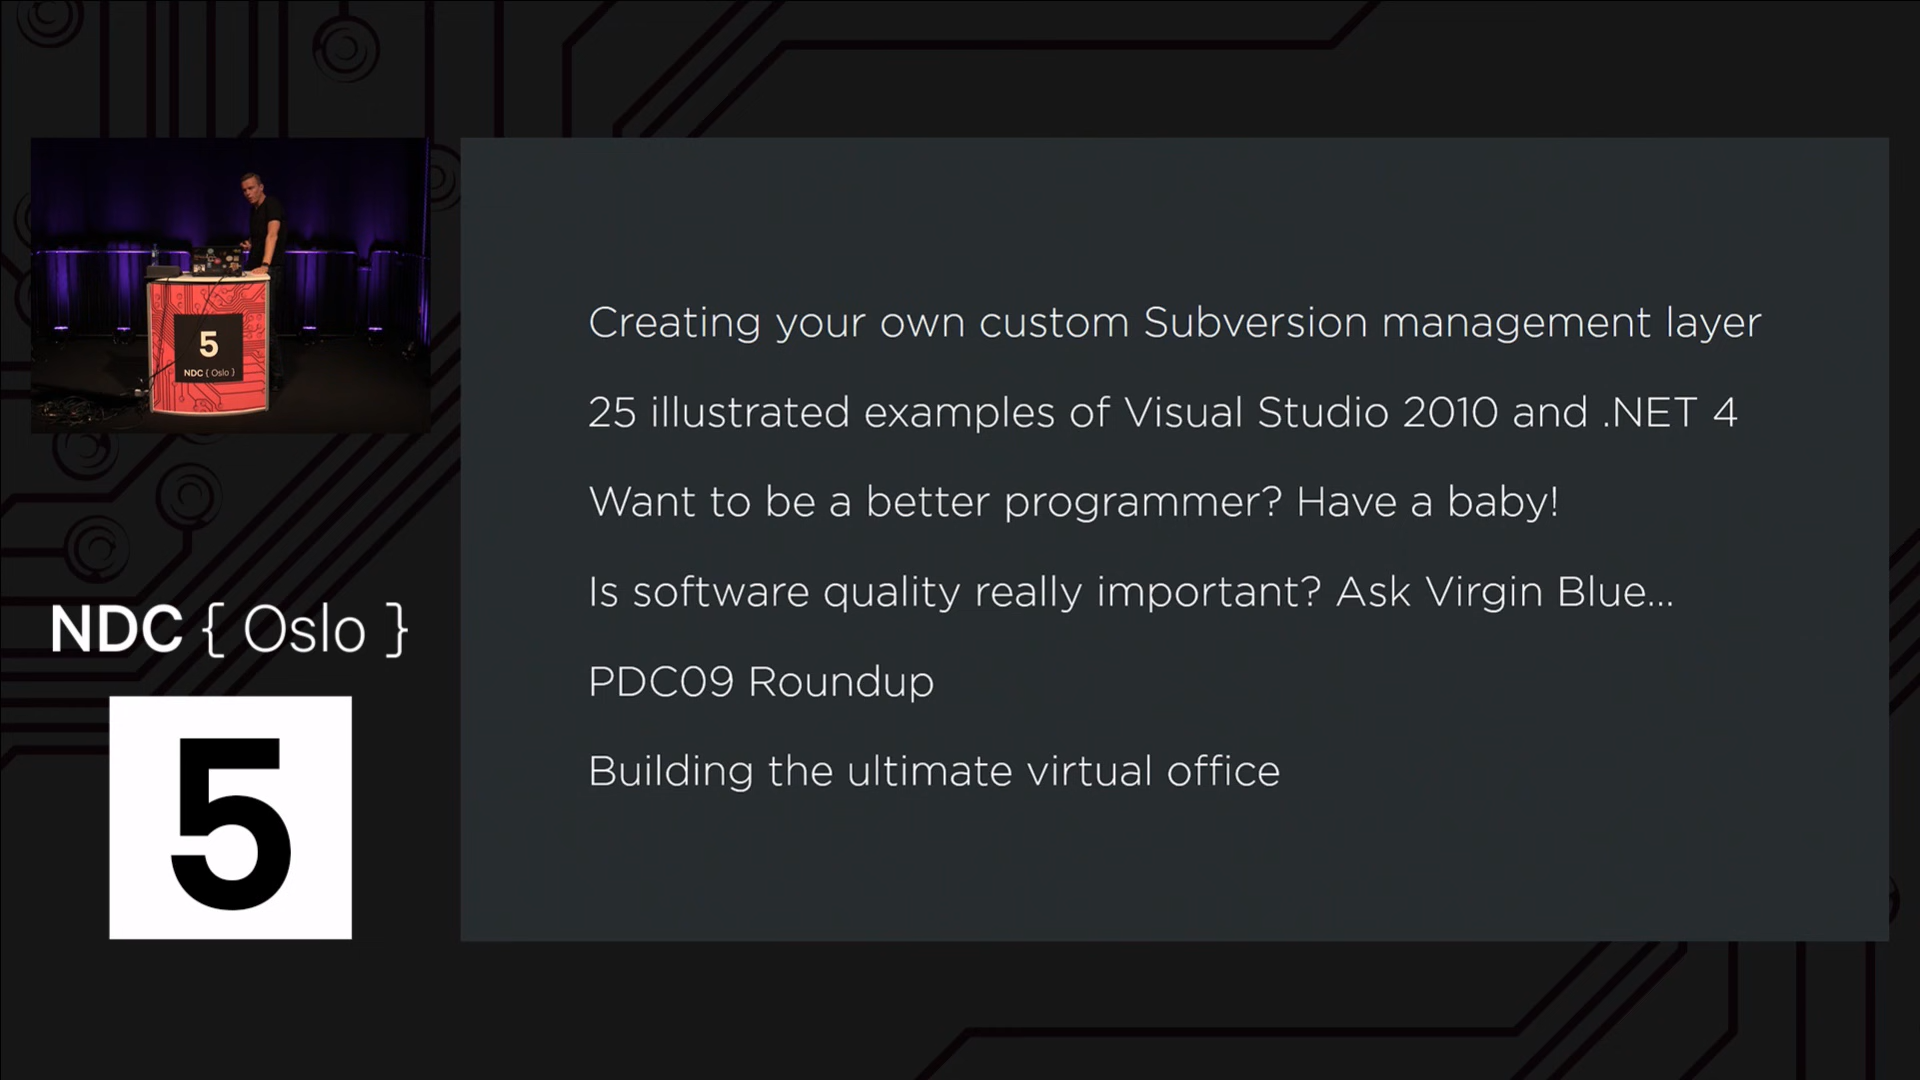 5
NDC { Oslo }
NDC { Oslo }
5
Creating your own custom Subversion management layer
25 illustrated examples of Visual Studio 2010 and .NET 4
Want to be a better programmer? Have a baby!
Is software quality really important? Ask Virgin Blue...
PDC09 Roundup
Building the ultimate virtual office